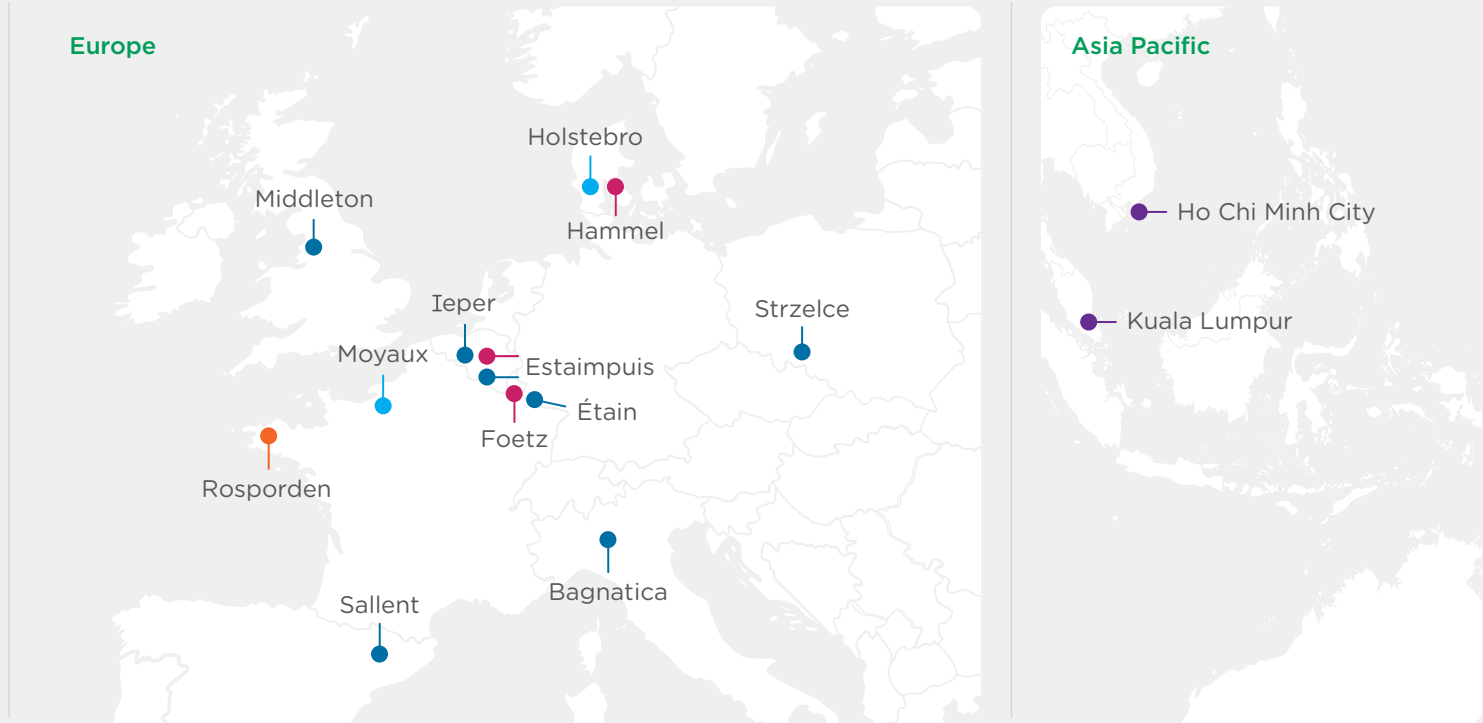 Europe
Holstebro
Middleton
Hammel
Ieper
Strzelce
Moyaux
Estaimpuis
Étain
Foetz
Rosporden
Bagnatica
Sallent
Asia Pacific
Ho Chi Minh City
Kuala Lumpur